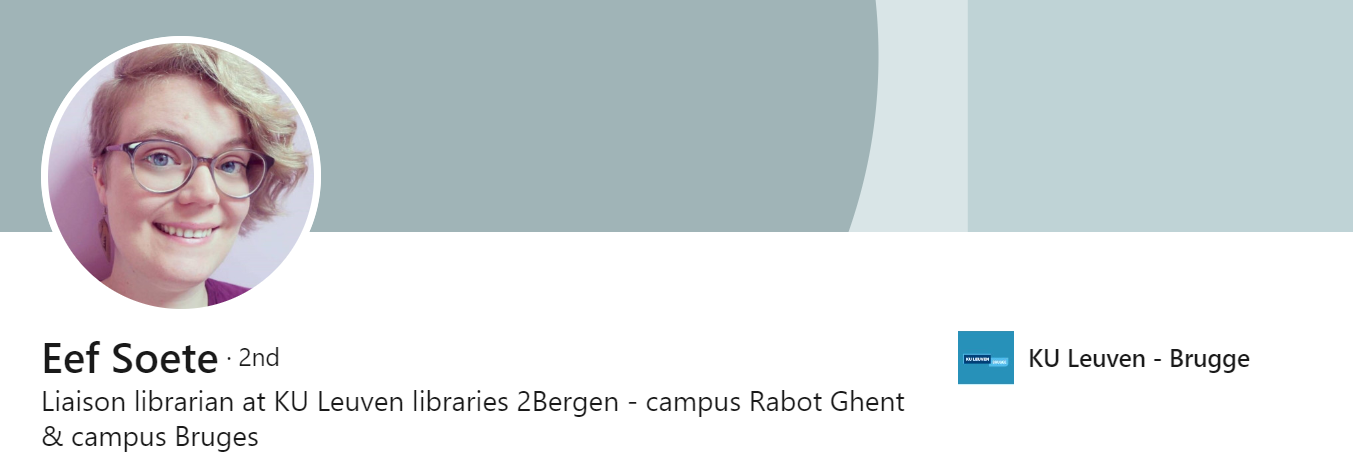 Eef Soete · 2nd
Liaison librarian at KU Leuven libraries 2Bergen - campus Rabot Ghent
& campus Bruges
KU LEUVEN
KU Leuven - Brugge